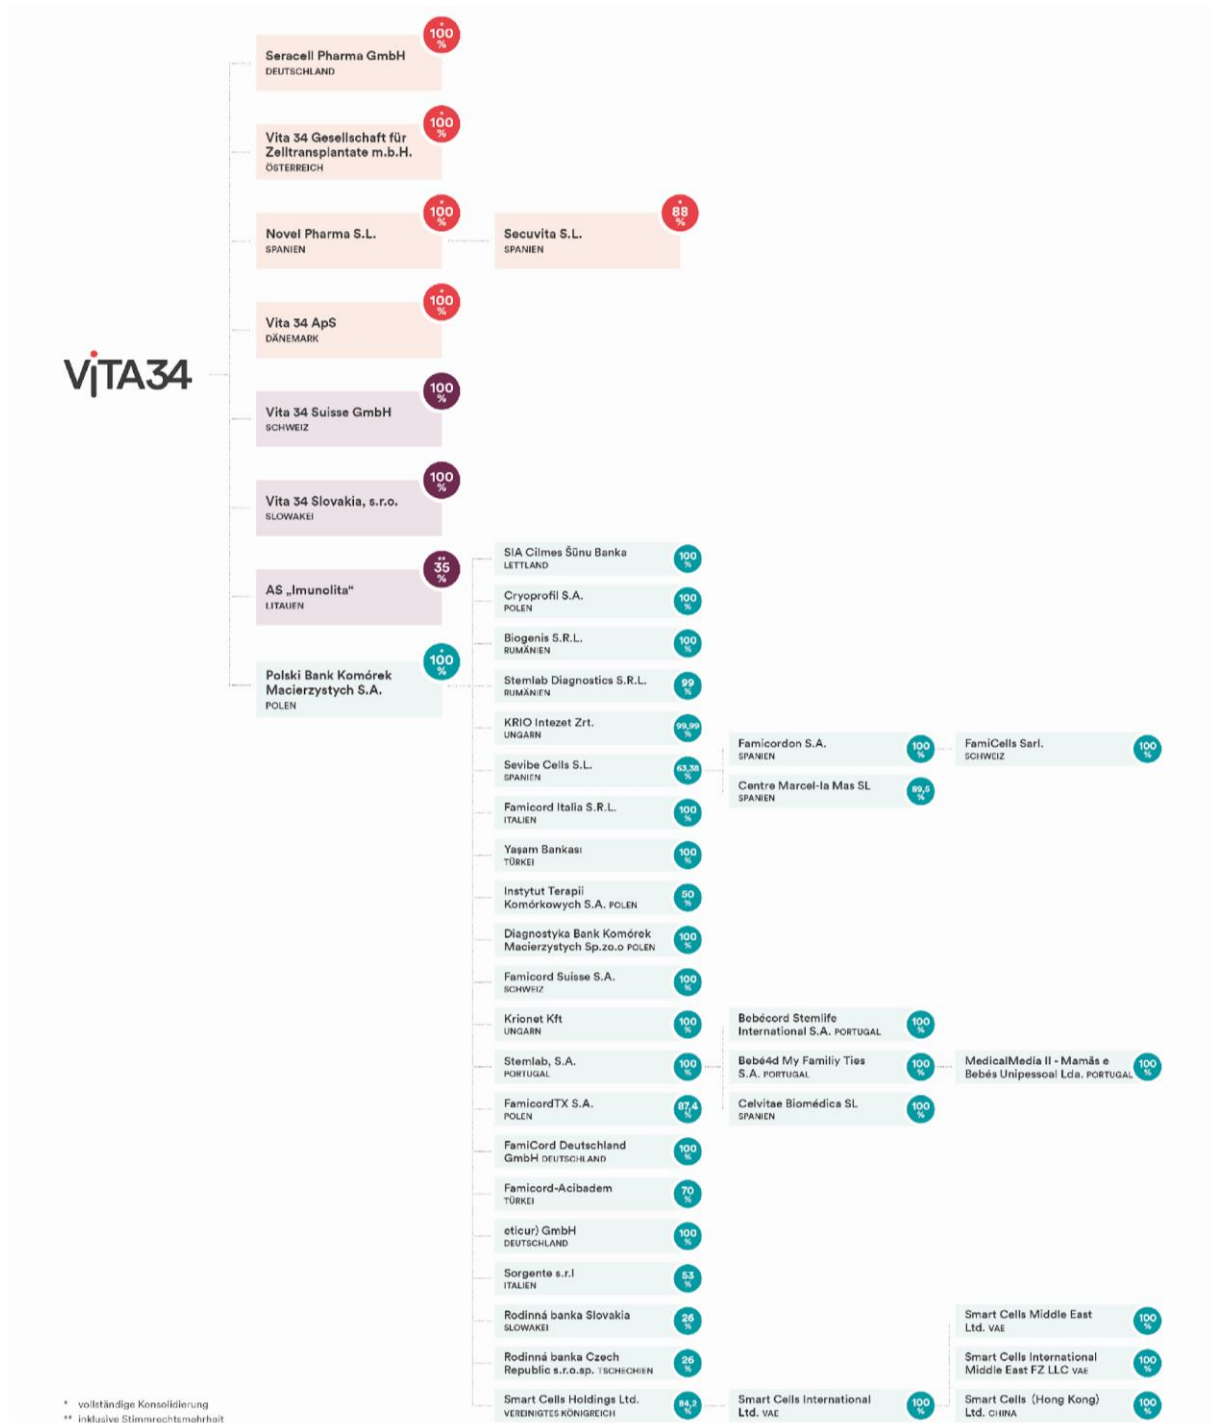 ViTA34
Seracell Pharma GmbH
DEUTSCHLAND
*
100
%
Vita 34 Gesellschaft für
Zelltransplantate m.b.H.
ÖSTERREICH
*
100
%
Novel Pharma S.L.
SPANIEN
*
100
%
Secuvita S.L.
SPANIEN
*
88
%
Vita 34 ApS
DÄNEMARK
*
100
%
Vita 34 Suisse GmbH
SCHWEIZ
100
%
Vita 34 Slovakia, s.r.o.
SLOWAKEI
100
%
AS „Imunolita“
LITAUEN
**
35
%
Polski Bank Komórek
Macierzystych S.A.
POLEN
*
100
%
SIA Cilmes Šūnu Banka
LETTLAND
100
%
Cryoprofil S.A.
POLEN
100
%
Biogenis S.R.L.
RUMÄNIEN
100
%
Stemlab Diagnostics S.R.L.
RUMÄNIEN
99
%
KRIO Intezet Zrt.
UNGARN
99,99
%
Sevibe Cells S.L.
SPANIEN
63,38
%
Famicordon S.A.
SPANIEN
100
%
FamiCells Sarl.
SCHWEIZ
100
%
Centre Marcel-la Mas SL
SPANIEN
89,5
%
Famicord Italia S.R.L.
ITALIEN
100
%
Yaşam Bankası
TÜRKEI
100
%
Instytut Terapii
Komórkowych S.A. POLEN
50
%
Diagnostyka Bank Komórek
Macierzystych Sp.zo.o POLEN
100
%
Famicord Suisse S.A.
SCHWEIZ
100
%
Krionet Kft
UNGARN
100
%
Stemlab, S.A.
PORTUGAL
100
%
Bebécord Stemlife
International S.A. PORTUGAL
100
%
Bebé4d My Familiy Ties
S.A. PORTUGAL
100
%
MedicalMedia II - Mamãs e
Bebés Unipessoal Lda. PORTUGAL
100
%
Celvitae Biomédica SL
SPANIEN
100
%
FamicordTX S.A.
POLEN
87,4
%
FamiCord Deutschland
GmbH DEUTSCHLAND
100
%
Famicord-Acibadem
TÜRKEI
70
%
eticur) GmbH
DEUTSCHLAND
100
%
Sorgente s.r.l
ITALIEN
53
%
Rodinná banka Slovakia
SLOWAKEI
26
%
Rodinná banka Czech
Republic s.r.o.sp. TSCHECHIEN
26
%
Smart Cells Holdings Ltd.
VEREINIGTES KÖNIGREICH
84,2
%
Smart Cells International
Ltd. VAE
100
%
Smart Cells Middle East
Ltd. VAE
100
%
Smart Cells International
Middle East FZ LLC VAE
100
%
Smart Cells (Hong Kong)
Ltd. CHINA
100
%
* vollständige Konsolidierung
** inklusive Stimmrechtsmehrheit